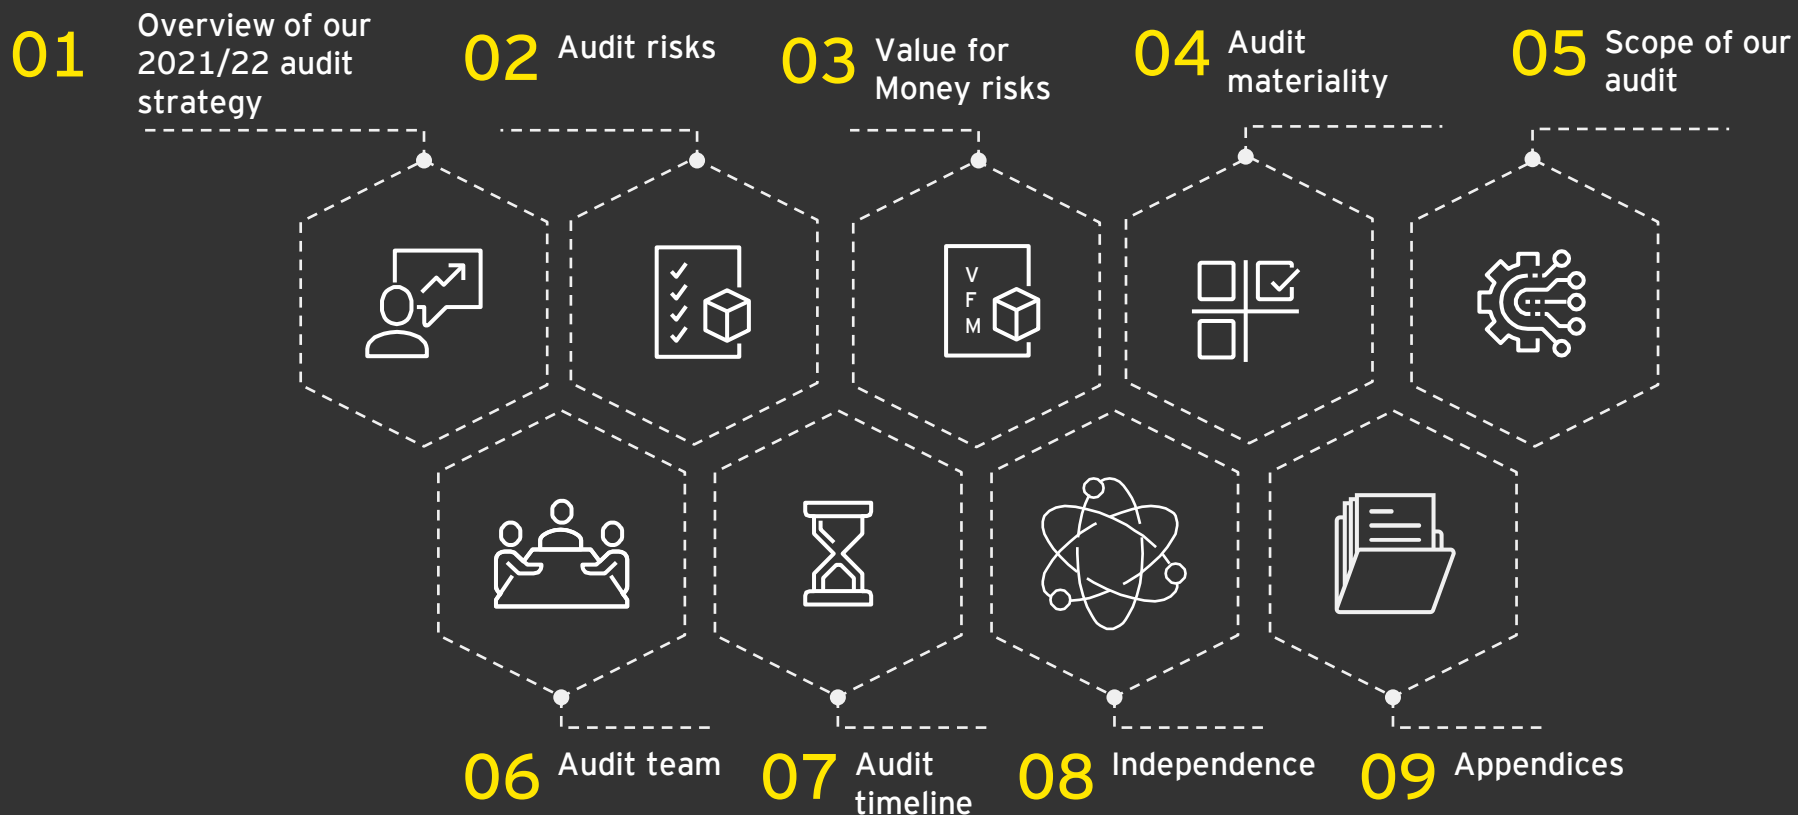 01
Overview of our
2021/22 audit
strategy
02
Audit risks
03
Value for
Money risks
04
Audit
materiality
05
Scope of our
audit
V
F
M
06
Audit team
07
Audit
timeline
08
Independence
09
Appendices